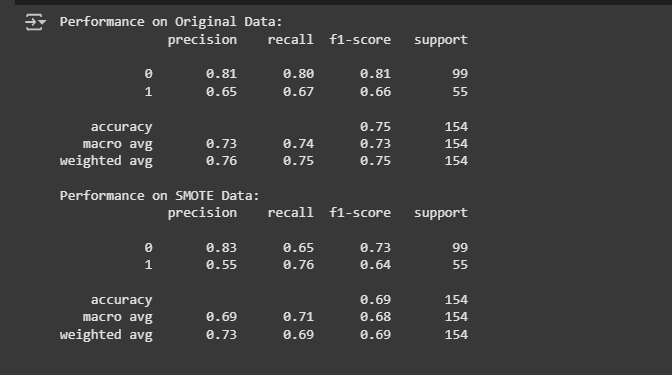 Performance on Original Data:
precision recall f1-score support
0 0.81 0.80 0.81 99
1 0.65 0.67 0.66 55
accuracy 0.75 154
macro avg 0.73 0.74 0.73 154
weighted avg 0.76 0.75 0.75 154
Performance on SMOTE Data:
precision recall f1-score support
0 0.83 0.65 0.73 99
1 0.55 0.76 0.64 55
accuracy 0.69 154
macro avg 0.69 0.71 0.68 154
weighted avg 0.73 0.69 0.69 154